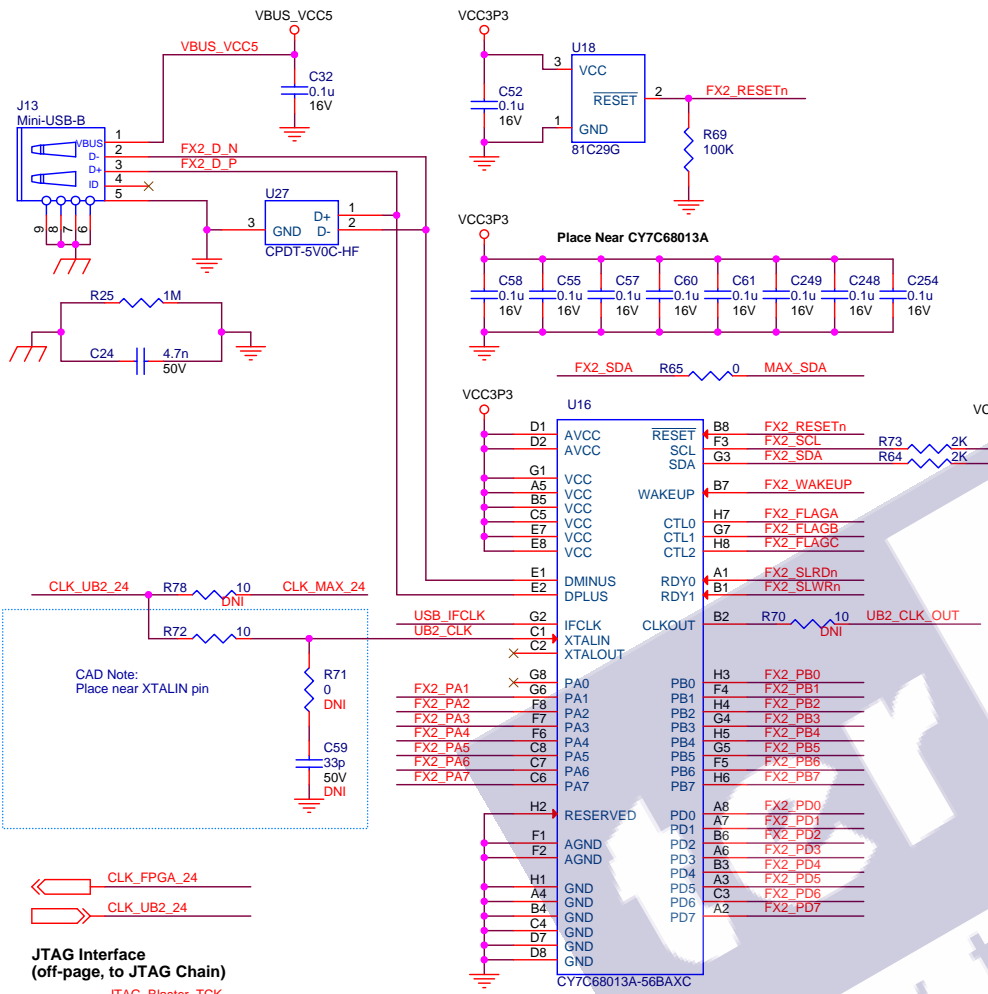 VBUS_VCC5
VBUS_VCC5
C32
0.1u
16V
J13
Mini-USB-B
VBUS
D-
D+
ID
1
2
3
4
5
9
8
7
6
FX2_D_N
FX2_D_P
U27
3
GND
D+
D-
1
2
CPDT-5V0C-HF
R25
1M
C24
4.7n
50V
VCC3P3
C52
0.1u
16V
U18
3
VCC
RESET
2
1
GND
81C29G
FX2_RESETn
R69
100K
VCC3P3
Place Near CY7C68013A
C58
0.1u
16V
C55
0.1u
16V
C57
0.1u
16V
C60
0.1u
16V
C61
0.1u
16V
C249
0.1u
16V
C248
0.1u
16V
C254
0.1u
16V
FX2_SDA R65 0 MAX_SDA
VCC3P3
U16
VC
D1 AVCC
D2 AVCC
G1 VCC
A5 VCC
B5 VCC
C5 VCC
E7 VCC
E8 VCC
E1 DMINUS
E2 DPLUS
USB_IFCLK G2 IFCLK
UB2_CLK C1 XTALIN
C2 XTALOUT
G8 PA0
FX2_PA1 G6 PA1
FX2_PA2 F8 PA2
FX2_PA3 F7 PA3
FX2_PA4 F6 PA4
FX2_PA5 C8 PA5
FX2_PA6 C7 PA6
FX2_PA7 C6 PA7
H2 RESERVED
F1 AGND
F2 AGND
H1 GND
A4 GND
B4 GND
C4 GND
D7 GND
D8 GND
RESET B8 FX2_RESETn
SCL F3 FX2_SCL R73 2K
SDA G3 FX2_SDA R64 2K
WAKEUP B7 FX2_WAKEUP
CTL0 H7 FX2_FLAGA
CTL1 G7 FX2_FLAGB
CTL2 H8 FX2_FLAGC
RDY0 A1 FX2_SLRDn
RDY1 B1 FX2_SLWRn
CLKOUT B2 R70 10 UB2_CLK_OUT
DNI
PB0 H3 FX2_PB0
PB1 F4 FX2_PB1
PB2 H4 FX2_PB2
PB3 G4 FX2_PB3
PB4 H5 FX2_PB4
PB5 G5 FX2_PB5
PB6 F5 FX2_PB6
PB7 H6 FX2_PB7
PD0 A8 FX2_PD0
PD1 A7 FX2_PD1
PD2 B6 FX2_PD2
PD3 A6 FX2_PD3
PD4 B3 FX2_PD4
PD5 A3 FX2_PD5
PD6 C3 FX2_PD6
PD7 A2 FX2_PD7
CY7C68013A-56BAXC
CLK_UB2_24 R78 10 CLK_MAX_24
DNI
R72 10
CAD Note:
Place near XTALIN pin
R71
0
DNI
C59
33p
50V
DNI
CLK_FPGA_24
CLK_UB2_24
JTAG Interface
(off-page, to JTAG Chain)
JTAG_Blaster_TCK
ter
t